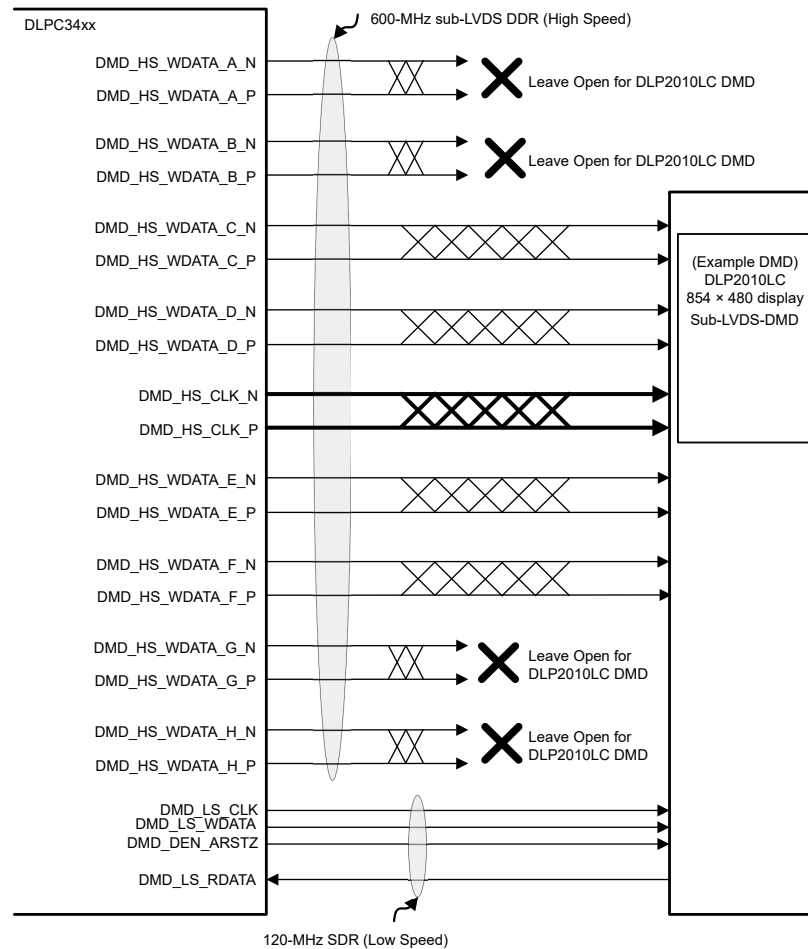 600-MHz sub-LVDS DDR (High Speed)
DLPC34xx
DMD_HS_WDATA_A_N
DMD_HS_WDATA_A_P
Leave Open for DLP2010LC DMD
DMD_HS_WDATA_B_N
DMD_HS_WDATA_B_P
Leave Open for DLP2010LC DMD
DMD_HS_WDATA_C_N
DMD_HS_WDATA_C_P
(Example DMD)
DLP2010LC
854 × 480 display
Sub-LVDS-DMD
DMD_HS_WDATA_D_N
DMD_HS_WDATA_D_P
DMD_HS_CLK_N
DMD_HS_CLK_P
DMD_HS_WDATA_E_N
DMD_HS_WDATA_E_P
DMD_HS_WDATA_F_N
DMD_HS_WDATA_F_P
DMD_HS_WDATA_G_N
DMD_HS_WDATA_G_P
Leave Open for
DLP2010LC DMD
DMD_HS_WDATA_H_N
DMD_HS_WDATA_H_P
Leave Open for
DLP2010LC DMD
DMD_LS_CLK
DMD_LS_WDATA
DMD_DEN_ARSTZ
DMD_LS_RDATA
120-MHz SDR (Low Speed)